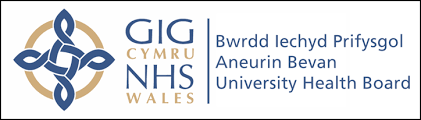 GIG
CYMRU
NHS
WALES
Bwrdd Iechyd Prifysgol
Aneurin Bevan
University Health Board